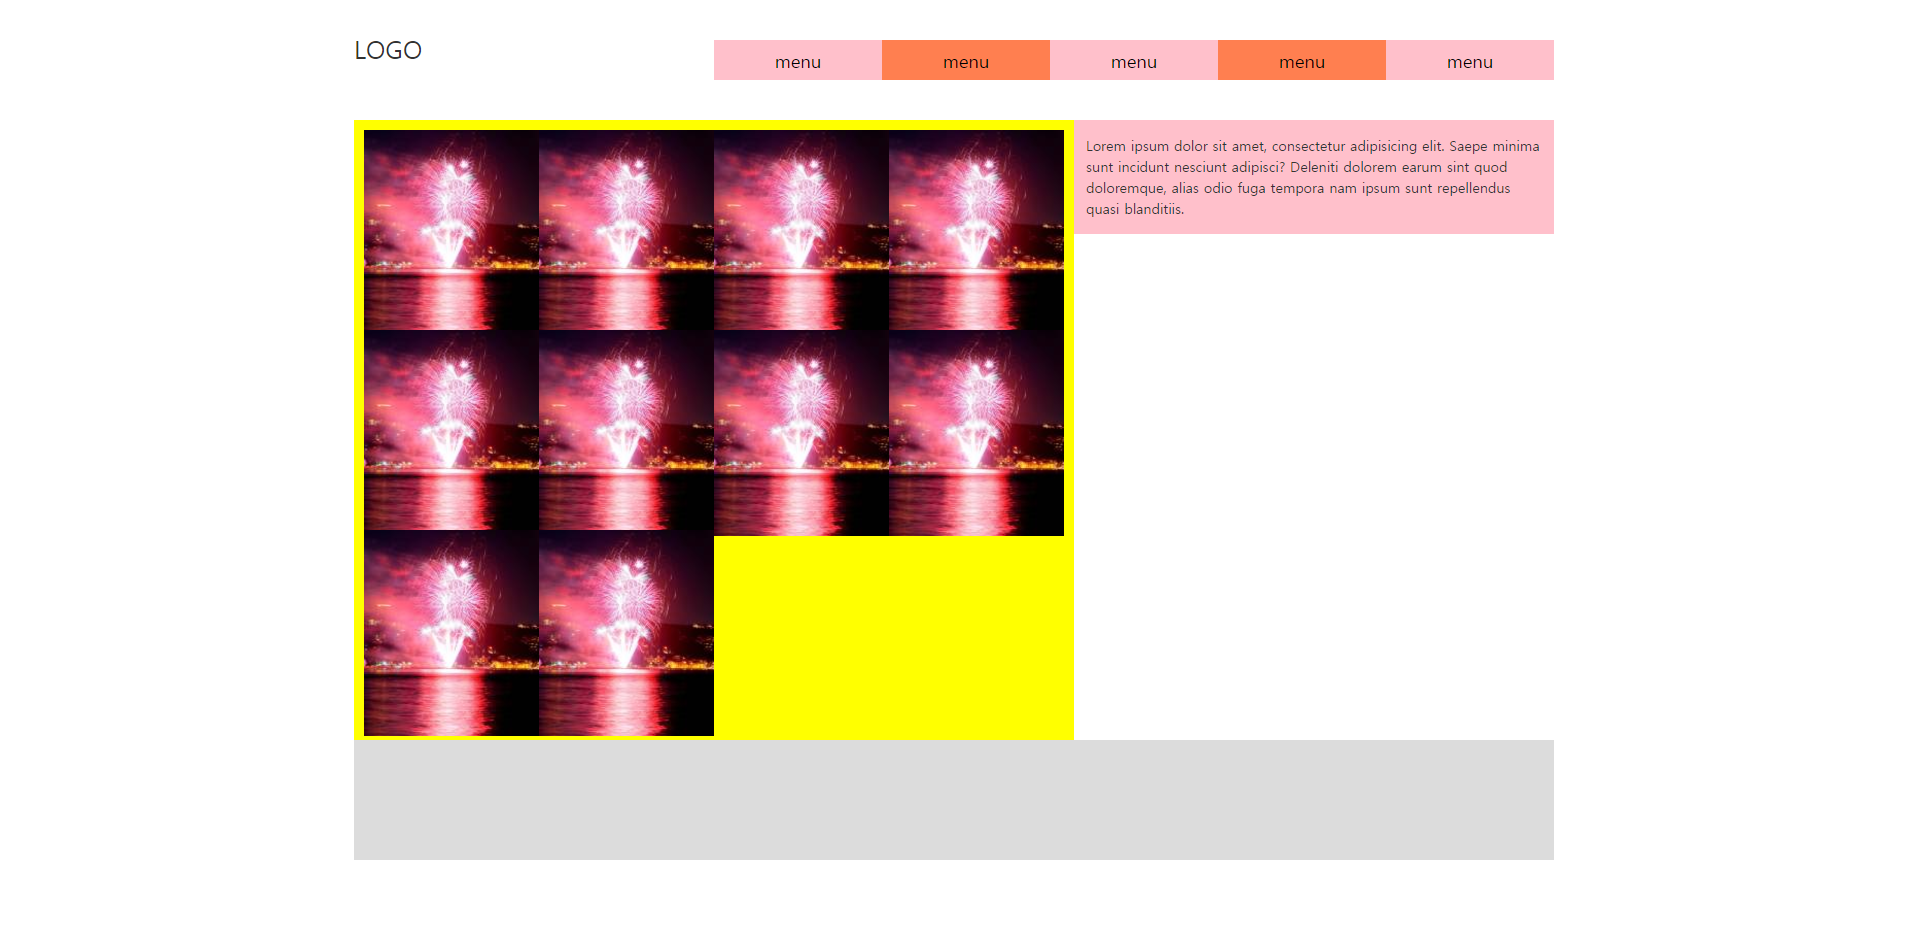 LOGO
menu
menu
menu
menu
menu
Lorem ipsum dolor sit amet, consectetur adipisicing elit. Saepe minima
sunt incidunt nesciunt adipisci? Deleniti dolorem earum sint quod
doloremque, alias odio fuga tempora nam ipsum sunt repellendus
quasi blanditiis.